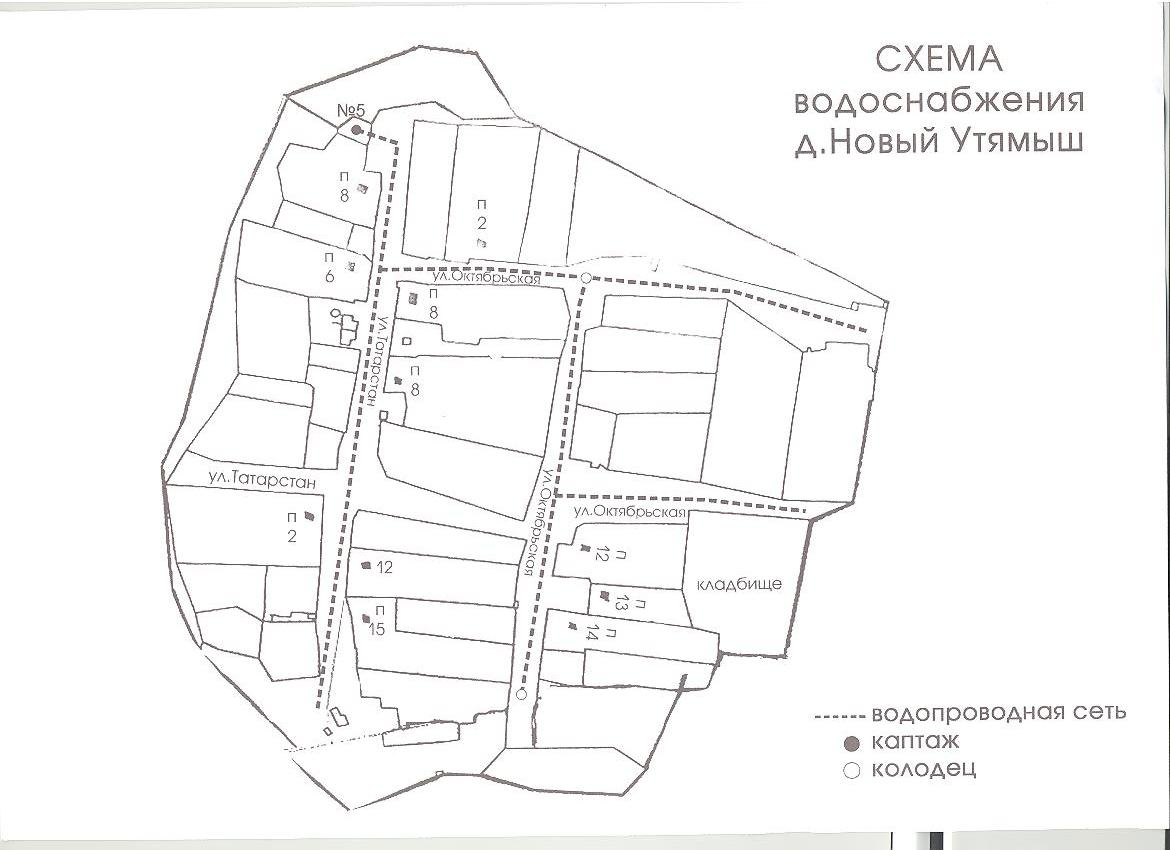 СХЕМА
водоснабжения
д.Новый Утямыш
№5
п
8
п
2
п
6
ул.Октябрьская
п
8
ул.Татарстан
п
8
ул.Татарстан
ул.Октябрьская
ул.Октябрьская
п
2
п
12
12
кладбище
п
13
п
15
п
14
водопроводная сеть
каптаж
колодец